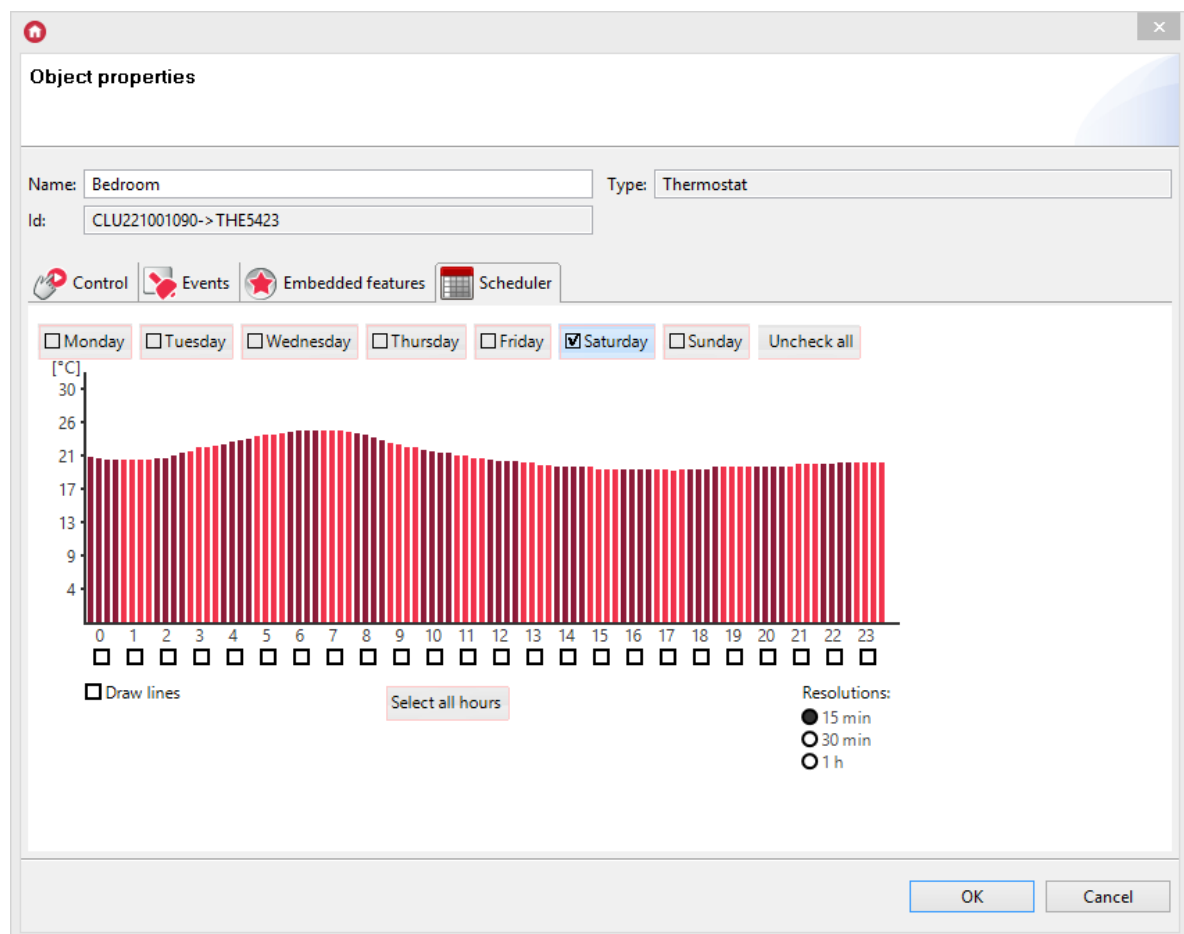 Object properties
Name: Bedroom Type: Thermostat
Id: CLU221001090->THE5423
Control Events Embedded features Scheduler
Monday Tuesday Wednesday Thursday Friday Saturday Sunday Uncheck all
[°C]
30
26
21
17
13
9
4
0 1 2 3 4 5 6 7 8 9 10 11 12 13 14 15 16 17 18 19 20 21 22 23
Draw lines Select all hours Resolutions:
15 min
30 min
1 h
OK Cancel